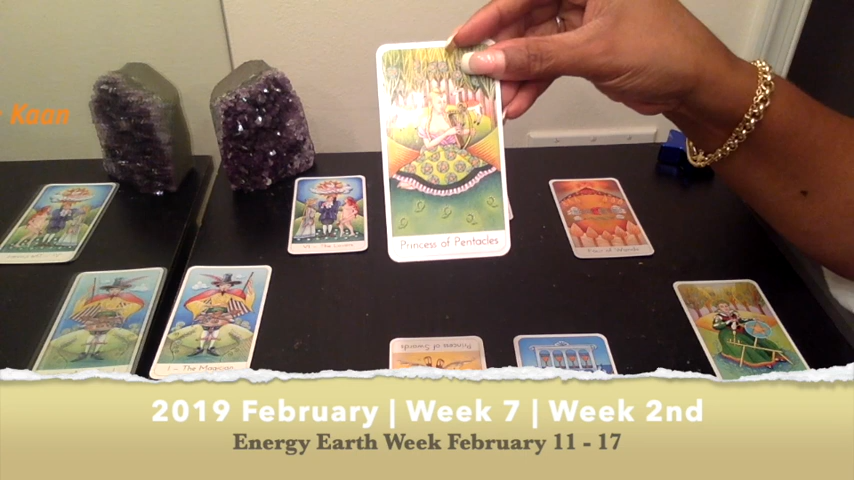 Kaan
Princess of Pentacles
VI - The Lovers
Four of Wands
Princess of Swords
I - The Magician
2019 February | Week 7 | Week 2nd
Energy Earth Week February 11 - 17